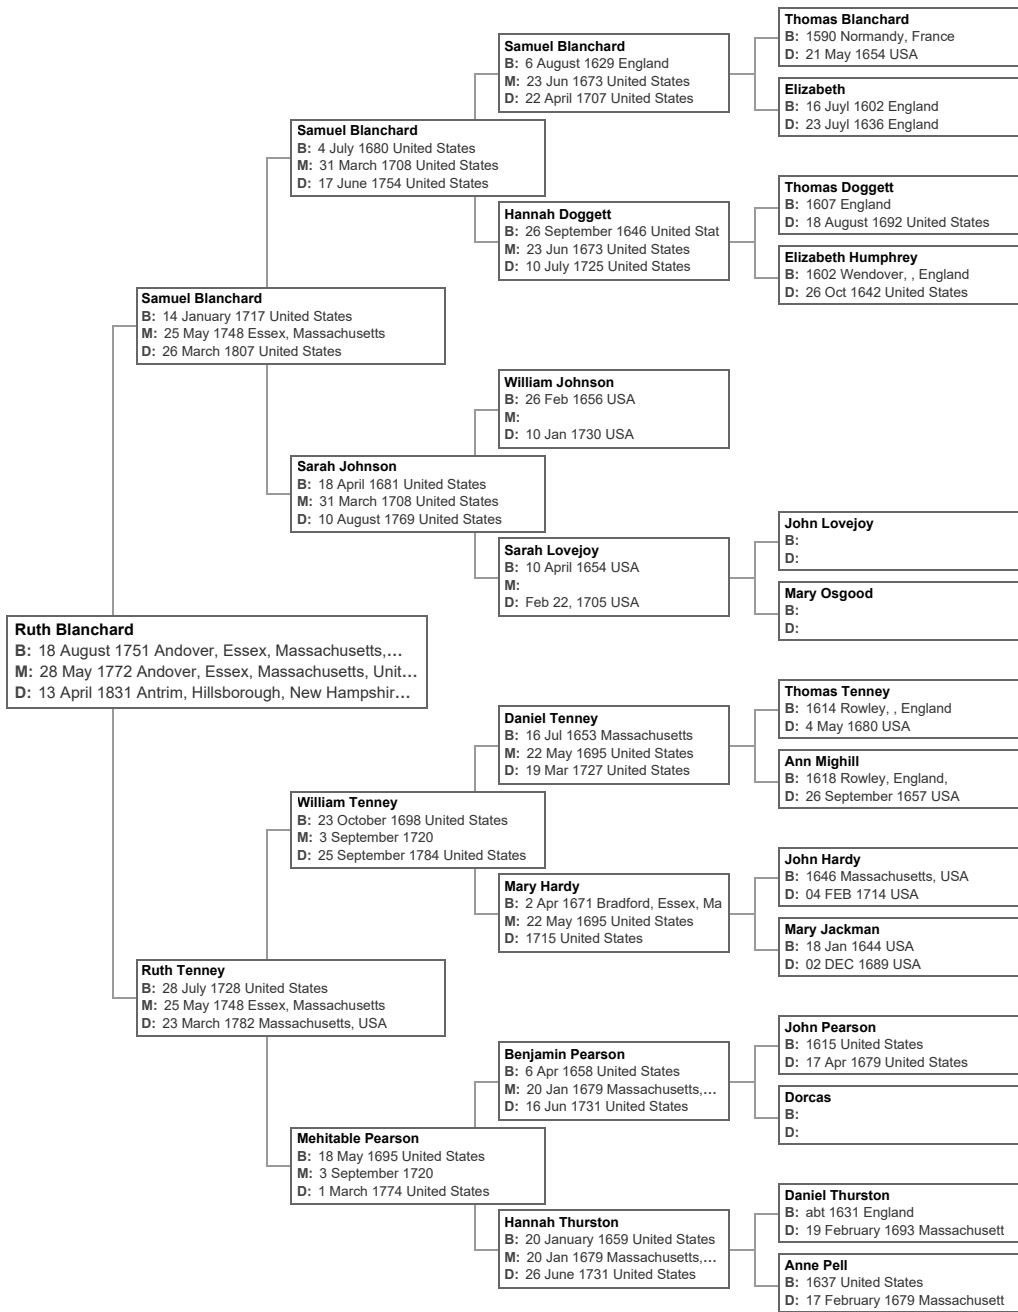 Thomas Blanchard
B: 1590 Normandy, France
D: 21 May 1654 USA
Samuel Blanchard
B: 6 August 1629 England
M: 23 Jun 1673 United States
D: 22 April 1707 United States
Elizabeth
B: 16 Juyl 1602 England
D: 23 Juyl 1636 England
Samuel Blanchard
B: 4 July 1680 United States
M: 31 March 1708 United States
D: 17 June 1754 United States
Thomas Doggett
B: 1607 England
D: 18 August 1692 United States
Hannah Doggett
B: 26 September 1646 United Stat
M: 23 Jun 1673 United States
D: 10 July 1725 United States
Elizabeth Humphrey
B: 1602 Wendover, , England
D: 26 Oct 1642 United States
Samuel Blanchard
B: 14 January 1717 United States
M: 25 May 1748 Essex, Massachusetts
D: 26 March 1807 United States
William Johnson
B: 26 Feb 1656 USA
M:
D: 10 Jan 1730 USA
Sarah Johnson
B: 18 April 1681 United States
M: 31 March 1708 United States
D: 10 August 1769 United States
John Lovejoy
B:
D:
Sarah Lovejoy
B: 10 April 1654 USA
M:
D: Feb 22, 1705 USA
Mary Osgood
B:
D:
Ruth Blanchard
B: 18 August 1751 Andover, Essex, Massachusetts,...
M: 28 May 1772 Andover, Essex, Massachusetts, Unit...
D: 13 April 1831 Antrim, Hillsborough, New Hampshir...
Thomas Tenney
B: 1614 Rowley, , England
D: 4 May 1680 USA
Daniel Tenney
B: 16 Jul 1653 Massachusetts
M: 22 May 1695 United States
D: 19 Mar 1727 United States
Ann Mighill
B: 1618 Rowley, England,
D: 26 September 1657 USA
William Tenney
B: 23 October 1698 United States
M: 3 September 1720
D: 25 September 1784 United States
John Hardy
B: 1646 Massachusetts, USA
D: 04 FEB 1714 USA
Mary Hardy
B: 2 Apr 1671 Bradford, Essex, Ma
M: 22 May 1695 United States
D: 1715 United States
Mary Jackman
B: 18 Jan 1644 USA
D: 02 DEC 1689 USA
Ruth Tenney
B: 28 July 1728 United States
M: 25 May 1748 Essex, Massachusetts
D: 23 March 1782 Massachusetts, USA
John Pearson
B: 1615 United States
D: 17 Apr 1679 United States
Benjamin Pearson
B: 6 Apr 1658 United States
M: 20 Jan 1679 Massachusetts,...
D: 16 Jun 1731 United States
Dorcas
B:
D:
Mehitable Pearson
B: 18 May 1695 United States
M: 3 September 1720
D: 1 March 1774 United States
Daniel Thurston
B: abt 1631 England
D: 19 February 1693 Massachusett
Hannah Thurston
B: 20 January 1659 United States
M: 20 Jan 1679 Massachusetts,...
D: 26 June 1731 United States
Anne Pell
B: 1637 United States
D: 17 February 1679 Massachusett